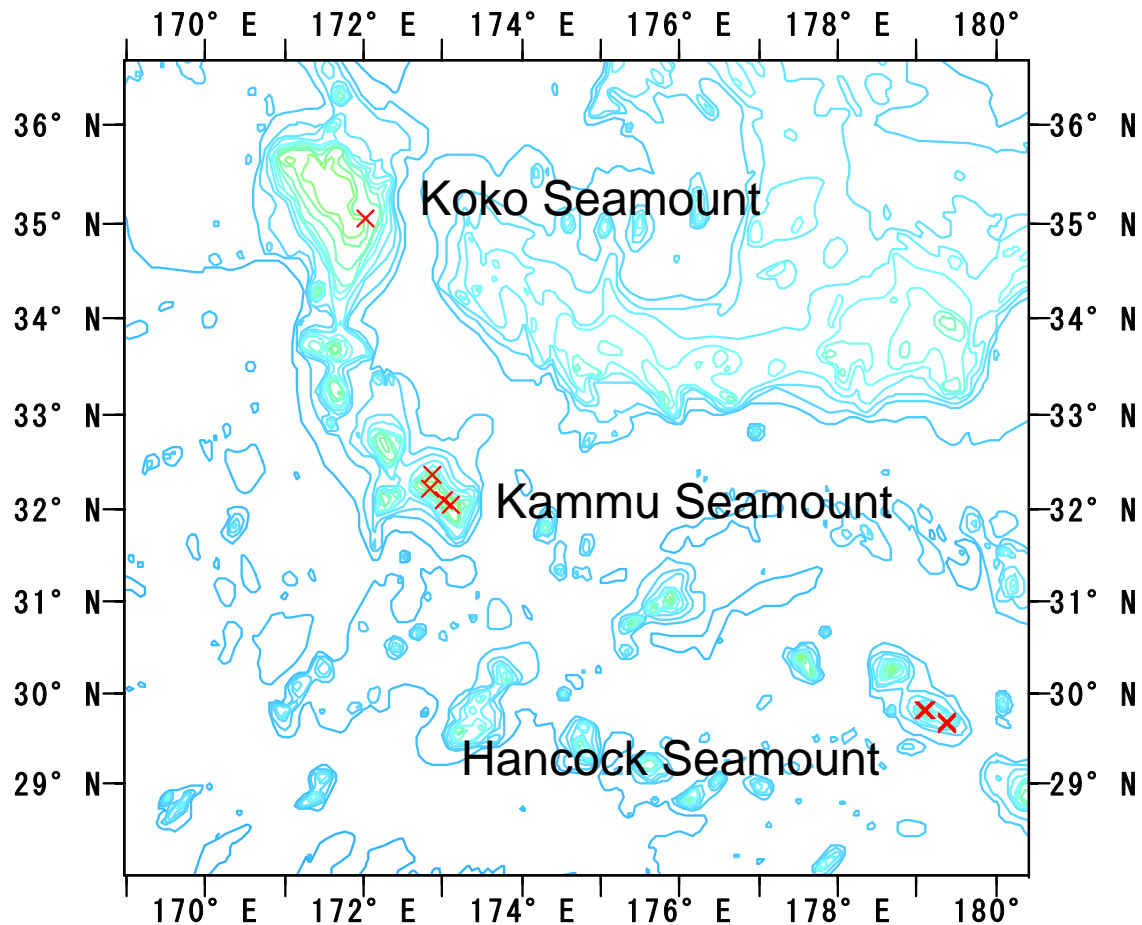 170° E 172° E 174° E 176° E 178° E 180°
36° N 36° N
Koko Seamount
35° N 35° N
34° N 34° N
33° N 33° N
Kammu Seamount
32° N 32° N
31° N 31° N
30° N 30° N
Hancock Seamount
29° N 29° N
170° E 172° E 174° E 176° E 178° E 180°